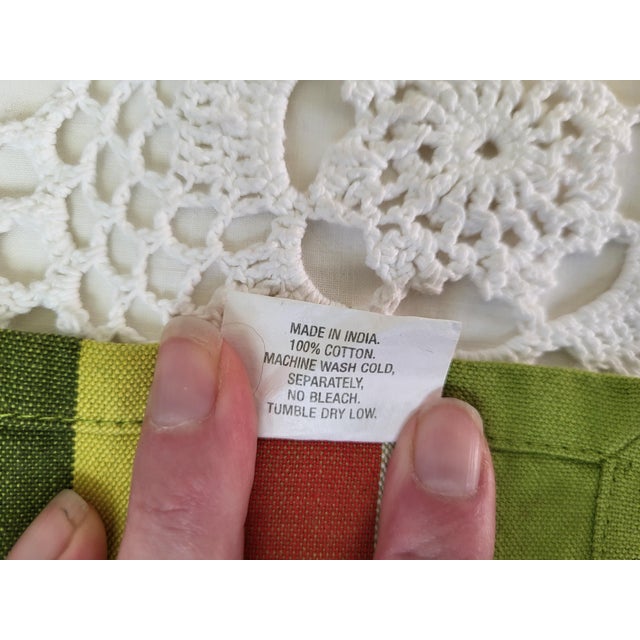 MADE IN INDIA.
100% COTTON.
MACHINE WASH COLD,
SEPARATELY,
NO BLEACH.
TUMBLE DRY LOW.